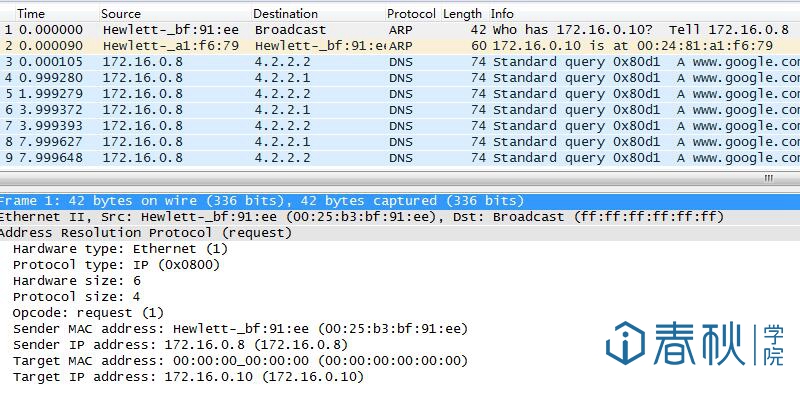 Time Source Destination Protocol Length Info
1 0.000000 Hewlett-_bf:91:ee Broadcast ARP 42 Who has 172.16.0.10? Tell 172.16.0.8
2 0.000090 Hewlett-_a1:f6:79 Hewlett-_bf:91:ee ARP 60 172.16.0.10 is at 00:24:81:a1:f6:79
3 0.000105 172.16.0.8 4.2.2.2 DNS 74 Standard query 0x80d1 A www.google.com
4 0.999280 172.16.0.8 4.2.2.1 DNS 74 Standard query 0x80d1 A www.google.com
5 1.999279 172.16.0.8 4.2.2.2 DNS 74 Standard query 0x80d1 A www.google.com
6 3.999372 172.16.0.8 4.2.2.1 DNS 74 Standard query 0x80d1 A www.google.com
7 3.999393 172.16.0.8 4.2.2.2 DNS 74 Standard query 0x80d1 A www.google.com
8 7.999627 172.16.0.8 4.2.2.1 DNS 74 Standard query 0x80d1 A www.google.com
9 7.999648 172.16.0.8 4.2.2.2 DNS 74 Standard query 0x80d1 A www.google.com
Frame 1: 42 bytes on wire (336 bits), 42 bytes captured (336 bits)
Ethernet II, Src: Hewlett-_bf:91:ee (00:25:b3:bf:91:ee), Dst: Broadcast (ff:ff:ff:ff:ff:ff)
Address Resolution Protocol (request)
Hardware type: Ethernet (1)
Protocol type: IP (0x0800)
Hardware size: 6
Protocol size: 4
Opcode: request (1)
Sender MAC address: Hewlett-_bf:91:ee (00:25:b3:bf:91:ee)
Sender IP address: 172.16.0.8 (172.16.0.8)
Target MAC address: 00:00:00_00:00:00 (00:00:00:00:00:00)
Target IP address: 172.16.0.10 (172.16.0.10)
春秋学院